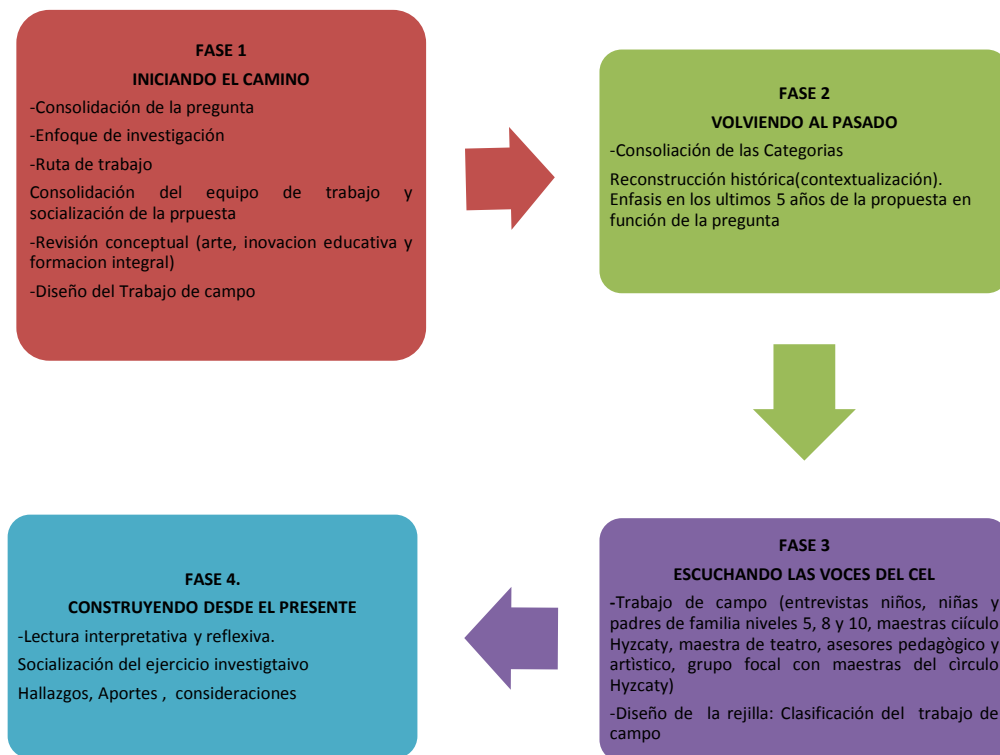 FASE 1
INICIANDO EL CAMINO
-Consolidación de la pregunta
-Enfoque de investigación
-Ruta de trabajo
Consolidación del equipo de trabajo y
socialización de la prpuesta
-Revisión conceptual (arte, inovacion educativa y
formacion integral)
-Diseño del Trabajo de campo
FASE 2
VOLVIENDO AL PASADO
-Consoliación de las Categorias
Reconstrucción histórica(contextualización).
Enfasis en los ultimos 5 años de la propuesta en
función de la pregunta
FASE 3
ESCUCHANDO LAS VOCES DEL CEL
-Trabajo de campo (entrevistas niños, niñas y
padres de familia niveles 5, 8 y 10, maestras ciículo
Hyzcaty, maestra de teatro, asesores pedagògico y
artìstico, grupo focal con maestras del cìrculo
Hyzcaty)
-Diseño de la rejilla: Clasificación del trabajo de
campo
FASE 4.
CONSTRUYENDO DESDE EL PRESENTE
-Lectura interpretativa y reflexiva.
Socialización del ejercicio investigtaivo
Hallazgos, Aportes , consideraciones